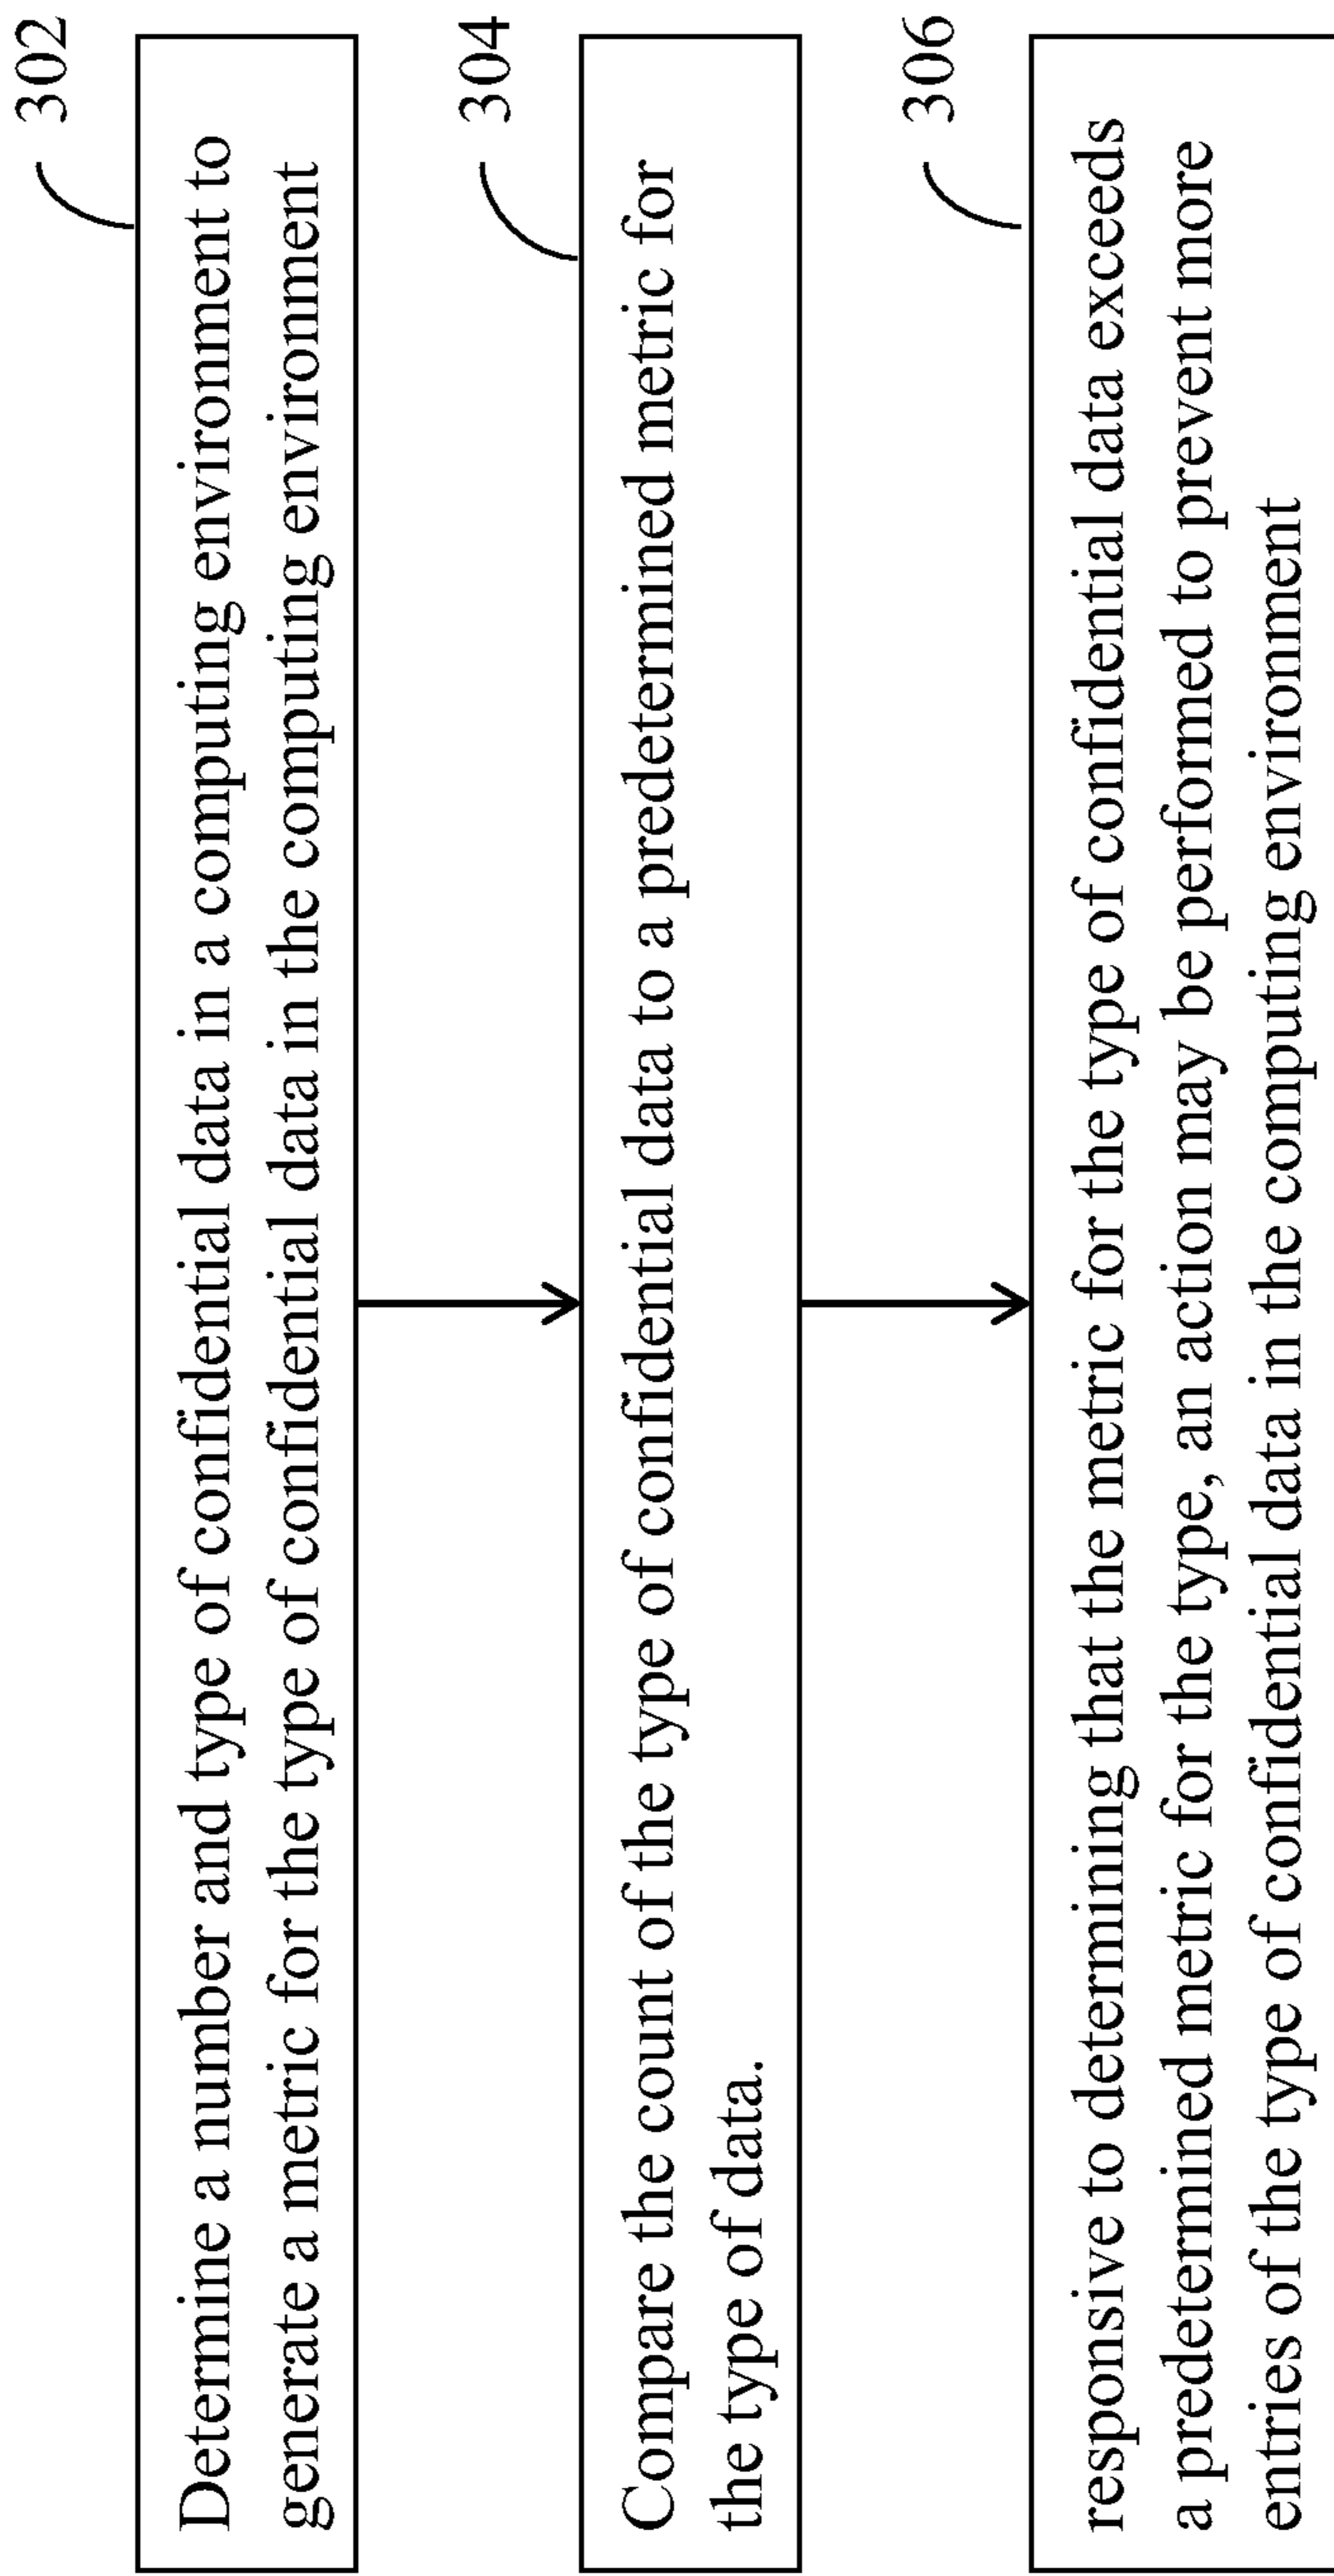 302
Determine a number and type of confidential data in a computing environment to
generate a metric for the type of confidential data in the computing environment
304
Compare the count of the type of confidential data to a predetermined metric for
the type of data.
306
responsive to determining that the metric for the type of confidential data exceeds
a predetermined metric for the type, an action may be performed to prevent more
entries of the type of confidential data in the computing environment